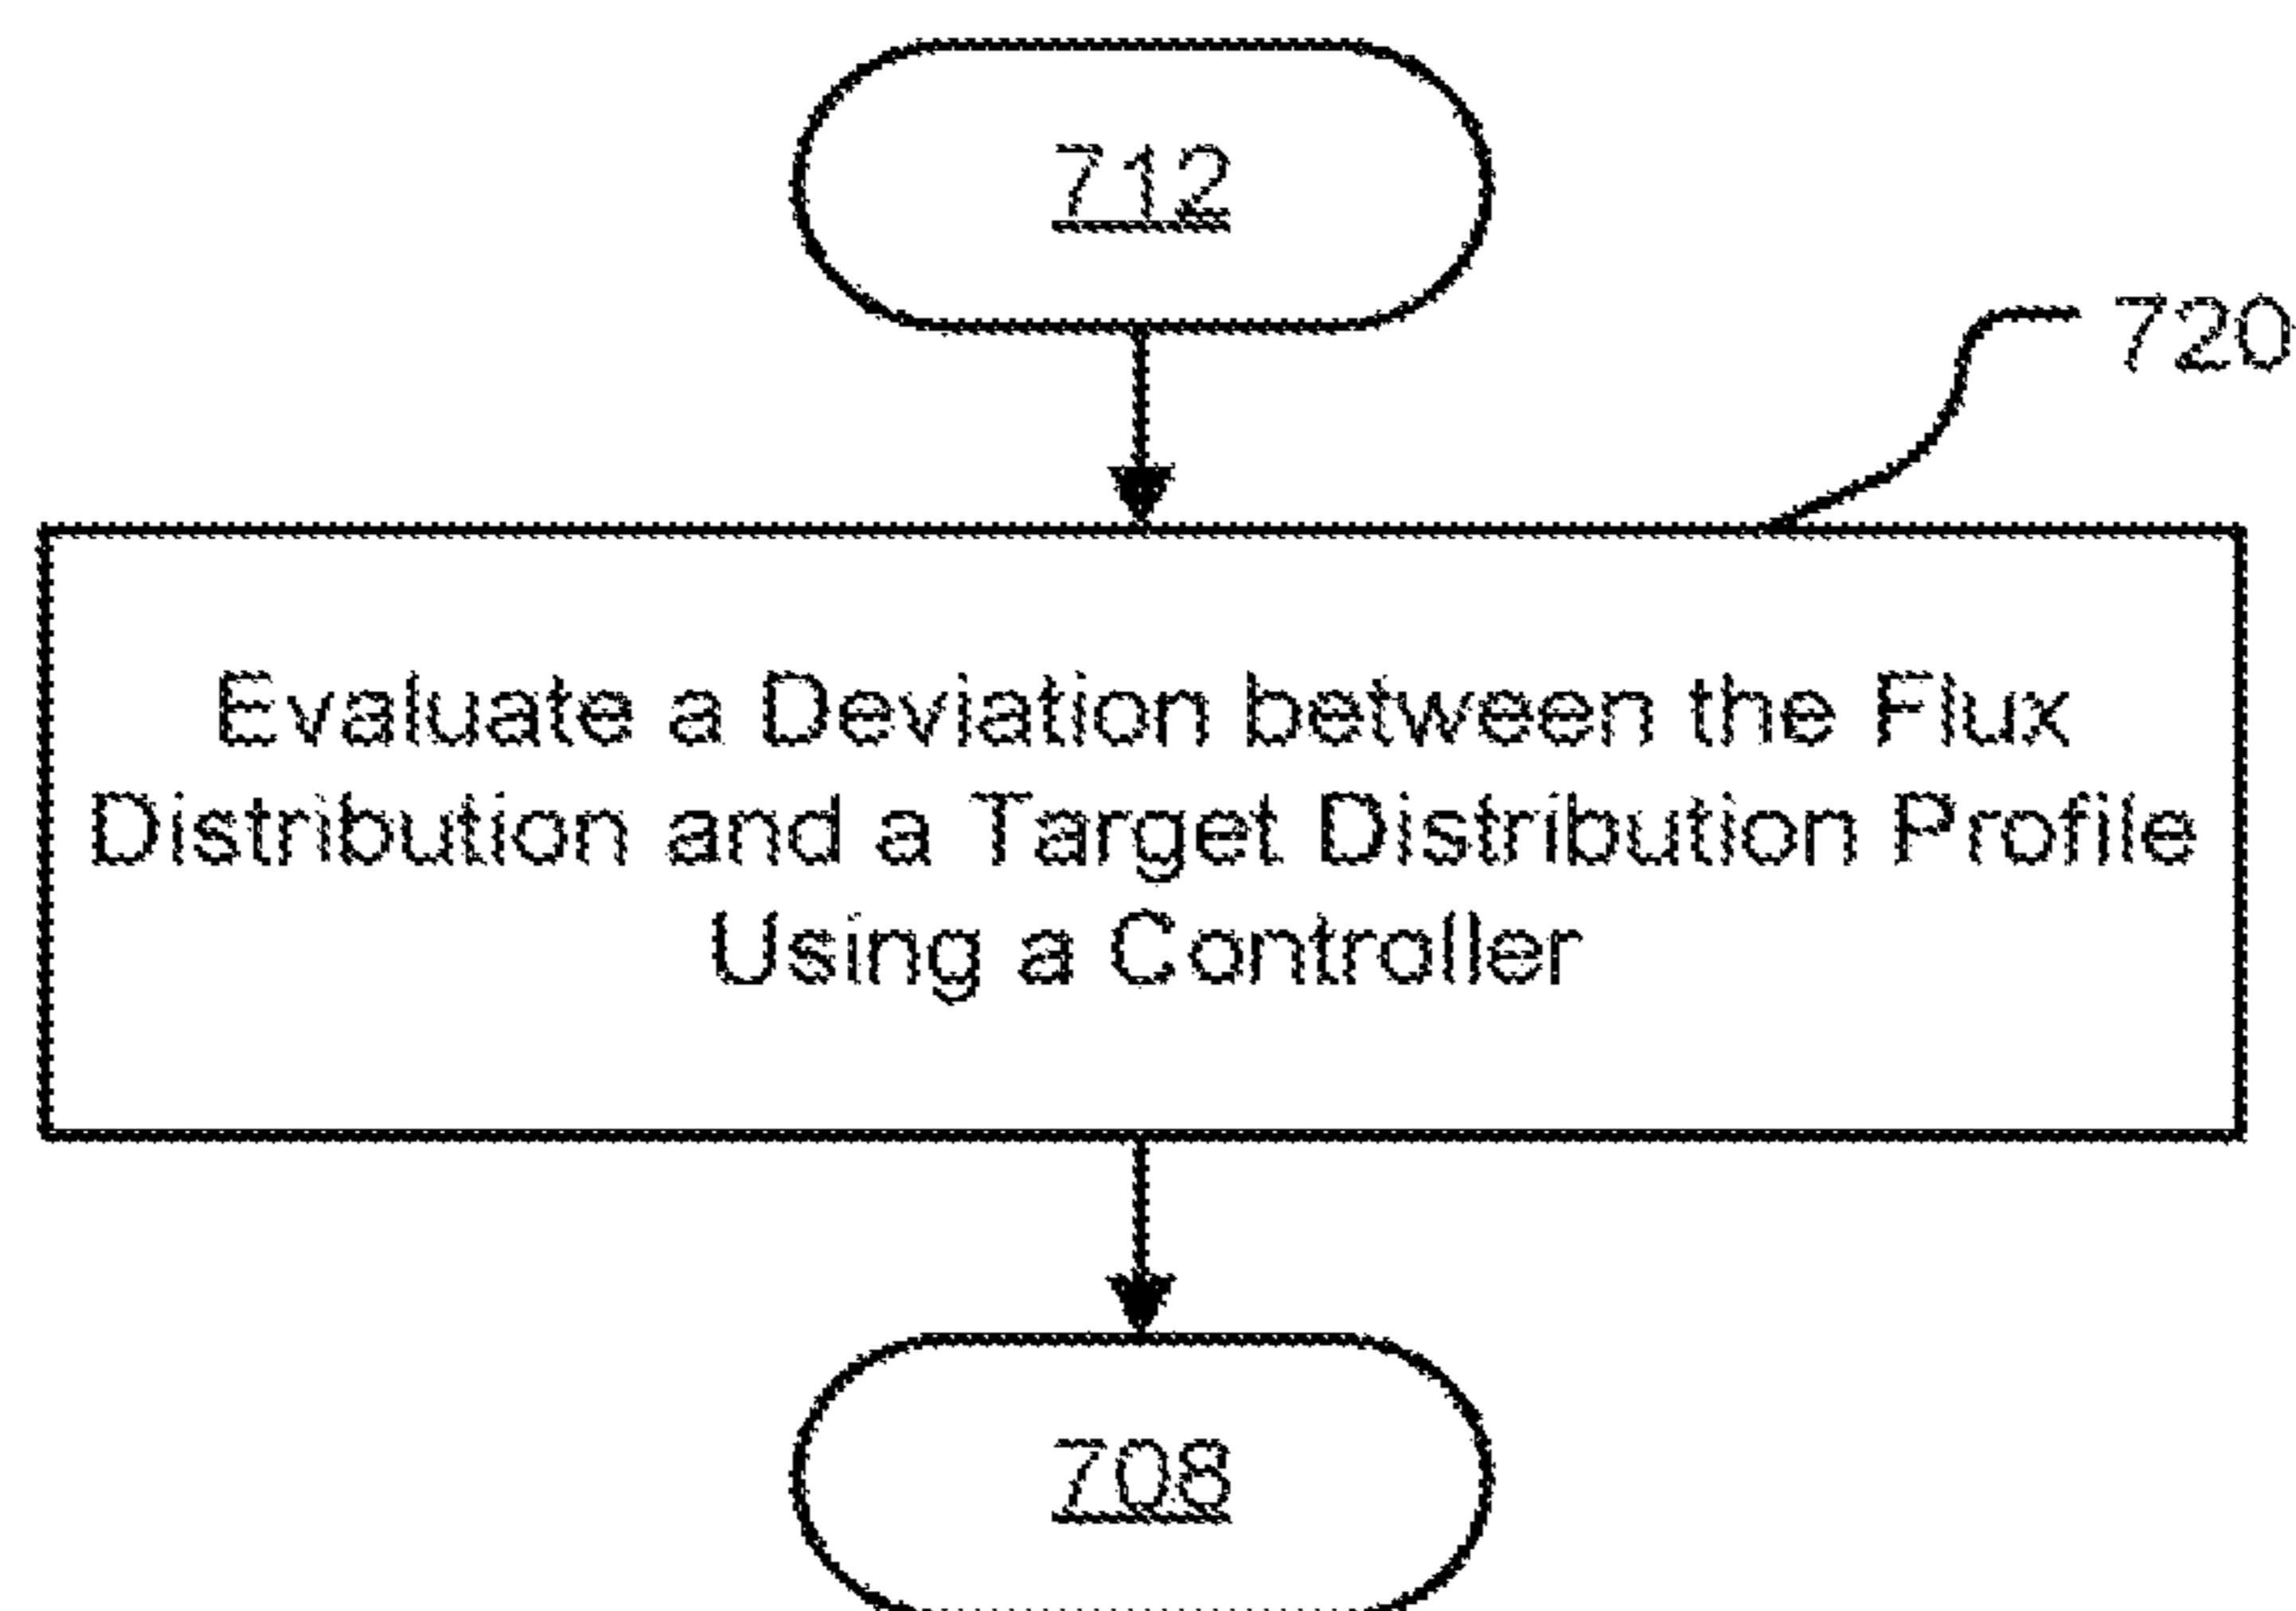 712
720
Evaluate a Deviation between the Flux
Distribution and a Target Distribution Profile
Using a Controller
708